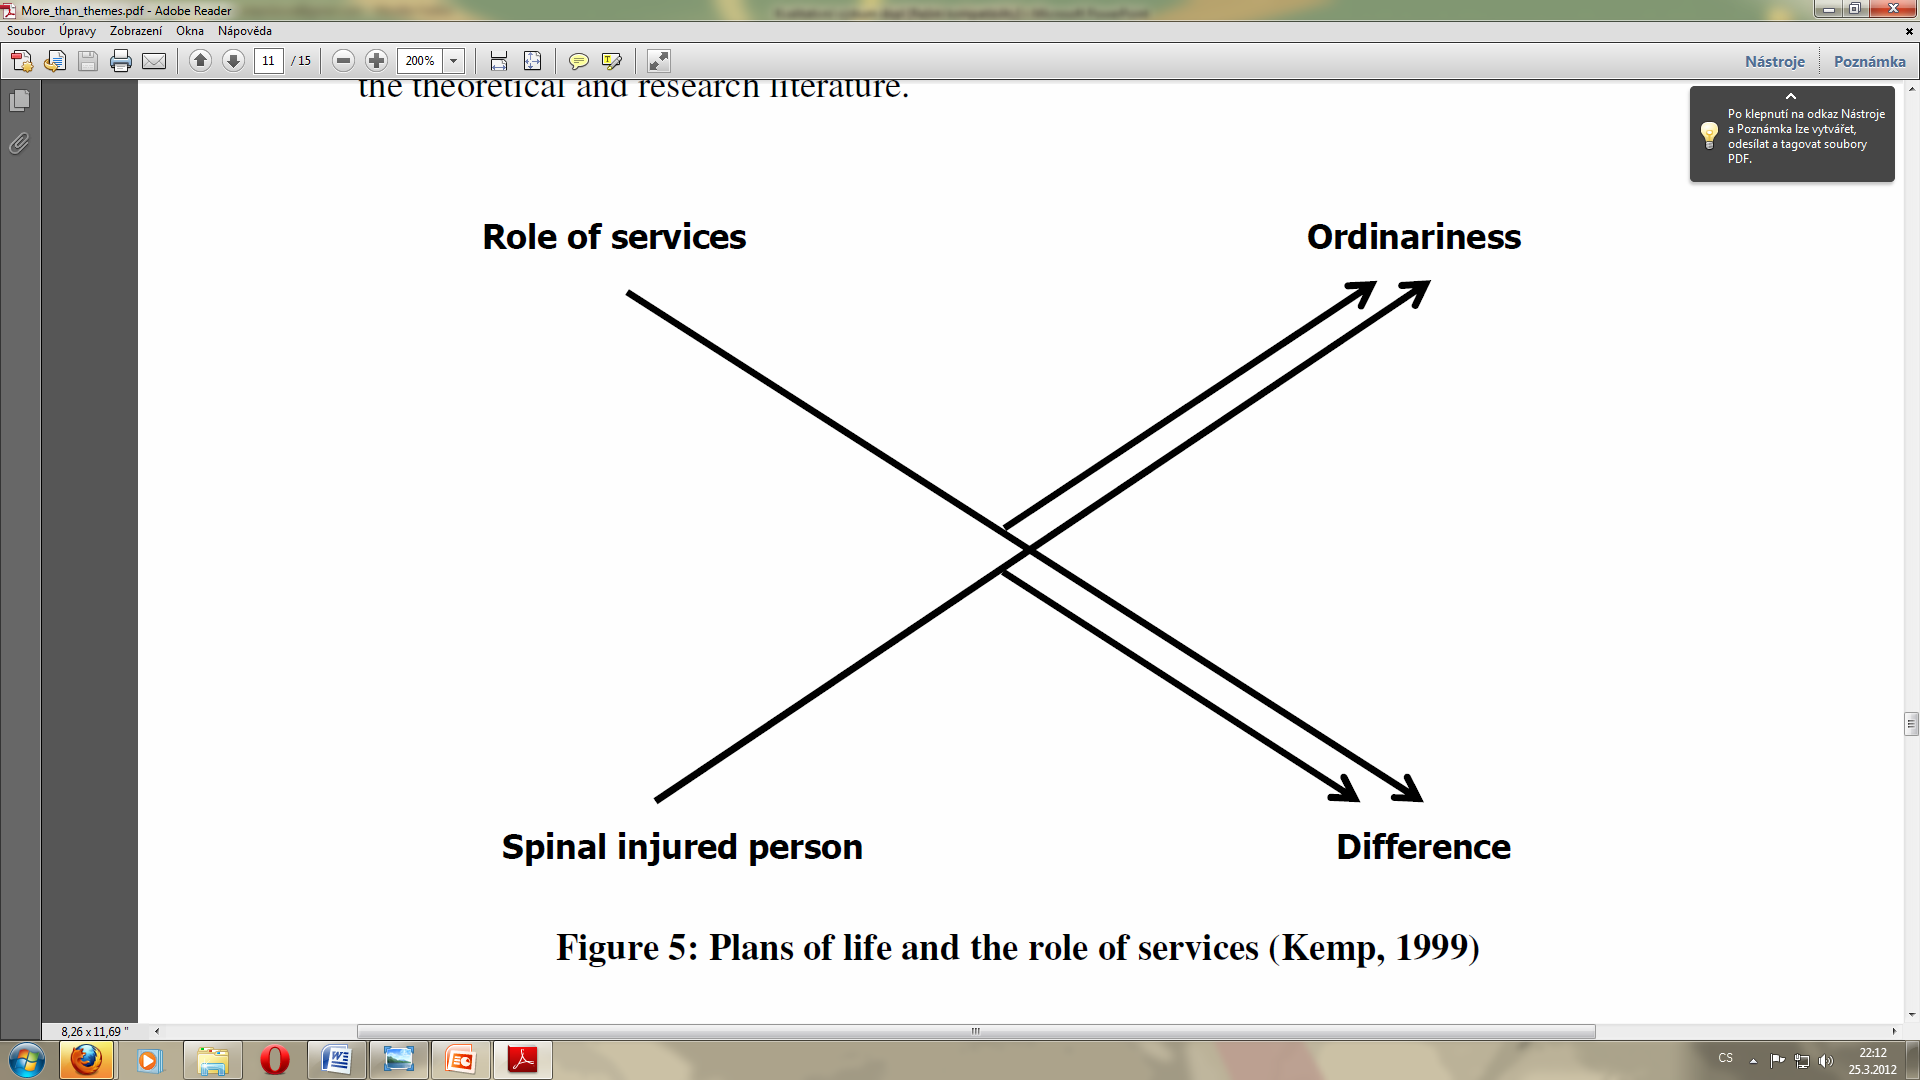 More_than_themes.pdf - Adobe Reader
Soubor Úpravy Zobrazení Okna Nápověda
11 / 15 200% Nástroje Poznámka
the theoretical and research literature.
Po klepnutí na odkaz Nástroje
a Poznámka lze vytvářet,
odesílat a tagovat soubory
PDF.
Role of services Ordinariness
Spinal injured person Difference
Figure 5: Plans of life and the role of services (Kemp, 1999)
8,26 x 11,69 "
CS 22:12
25.3.2012